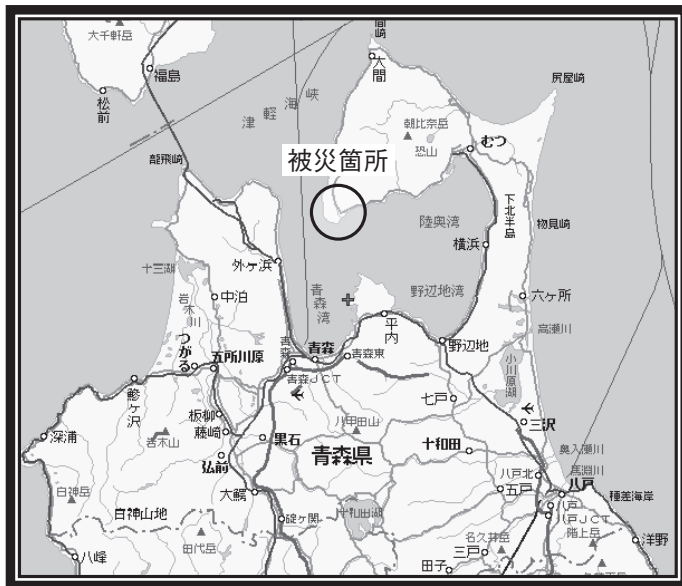 大千軒岳
福島
松前
間崎
大間
尻屋崎
津軽海峡
朝比奈岳
恐山
むつ
龍飛崎
被災箇所
下北半島
物見崎
陸奥湾
横浜
外ヶ浜
十三湖
中泊
岩木川
青森湾
野辺地湾
六ヶ所
平内
高瀬川
つがる
五所川原
青森
青森
青森東
野辺地
青森JCT
小川原湖
鰺ヶ沢
板柳
七戸
三沢
深浦
岩木山
藤崎
黒石
八甲田山
十和田
奥入瀬川
弘前
青森県
八戸北
馬淵川
八戸
白神岳
大鰐
五戸
種差海岸
白神山地
碇ヶ関
十和田湖
八戸
八戸JCT
階上岳
田代岳
名久井岳
三戸
洋野
八峰
田子